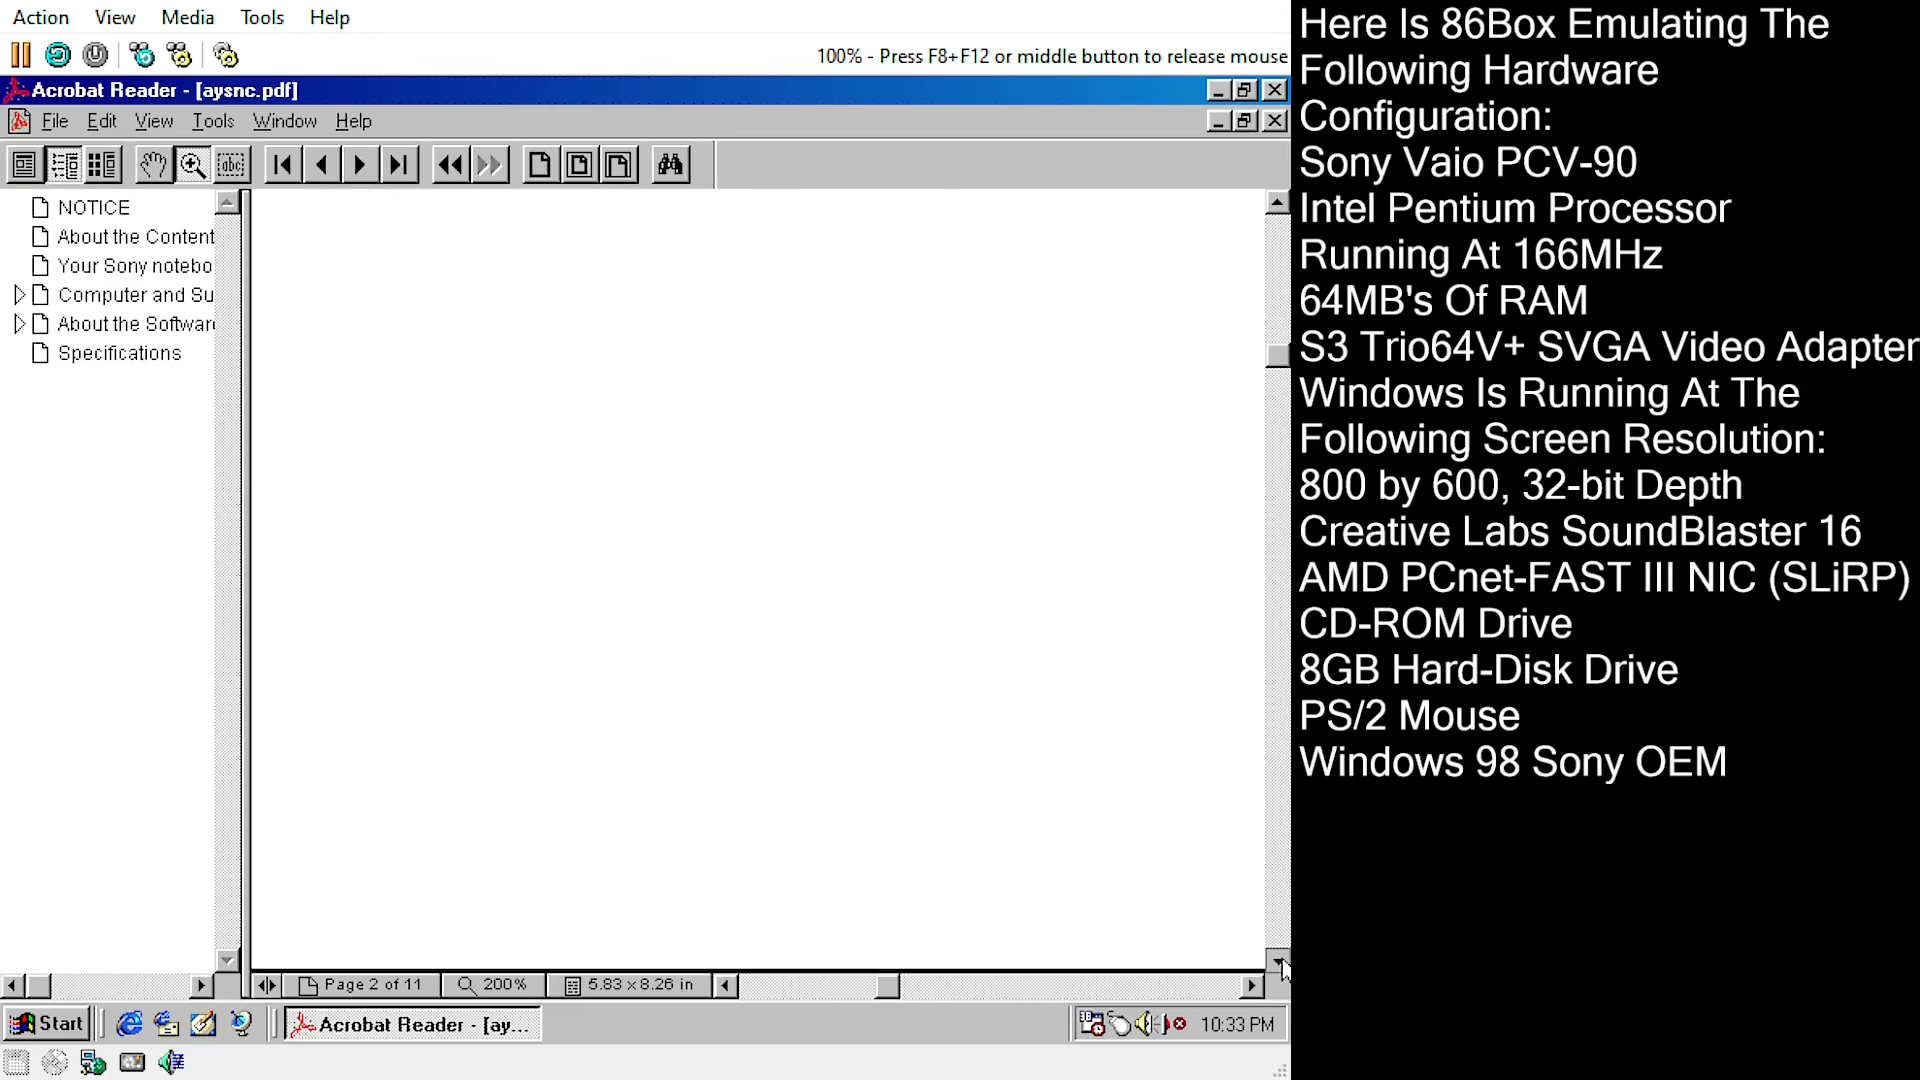 Action View Media Tools Help
100% - Press F8+F12 or middle button to release mouse
Acrobat Reader - [aysnc.pdf]
File Edit View Tools Window Help
abc
NOTICE
About the Content
Your Sony notebo
Computer and Su
About the Softwar
Specifications
Page 2 of 11 200% 5.83 x 8.26 in
Start Acrobat Reader - [ay... 10:33 PM
Here Is 86Box Emulating The
Following Hardware
Configuration:
Sony Vaio PCV-90
Intel Pentium Processor
Running At 166MHz
64MB's Of RAM
S3 Trio64V+ SVGA Video Adapter
Windows Is Running At The
Following Screen Resolution:
800 by 600, 32-bit Depth
Creative Labs SoundBlaster 16
AMD PCnet-FAST III NIC (SLiRP)
CD-ROM Drive
8GB Hard-Disk Drive
PS/2 Mouse
Windows 98 Sony OEM